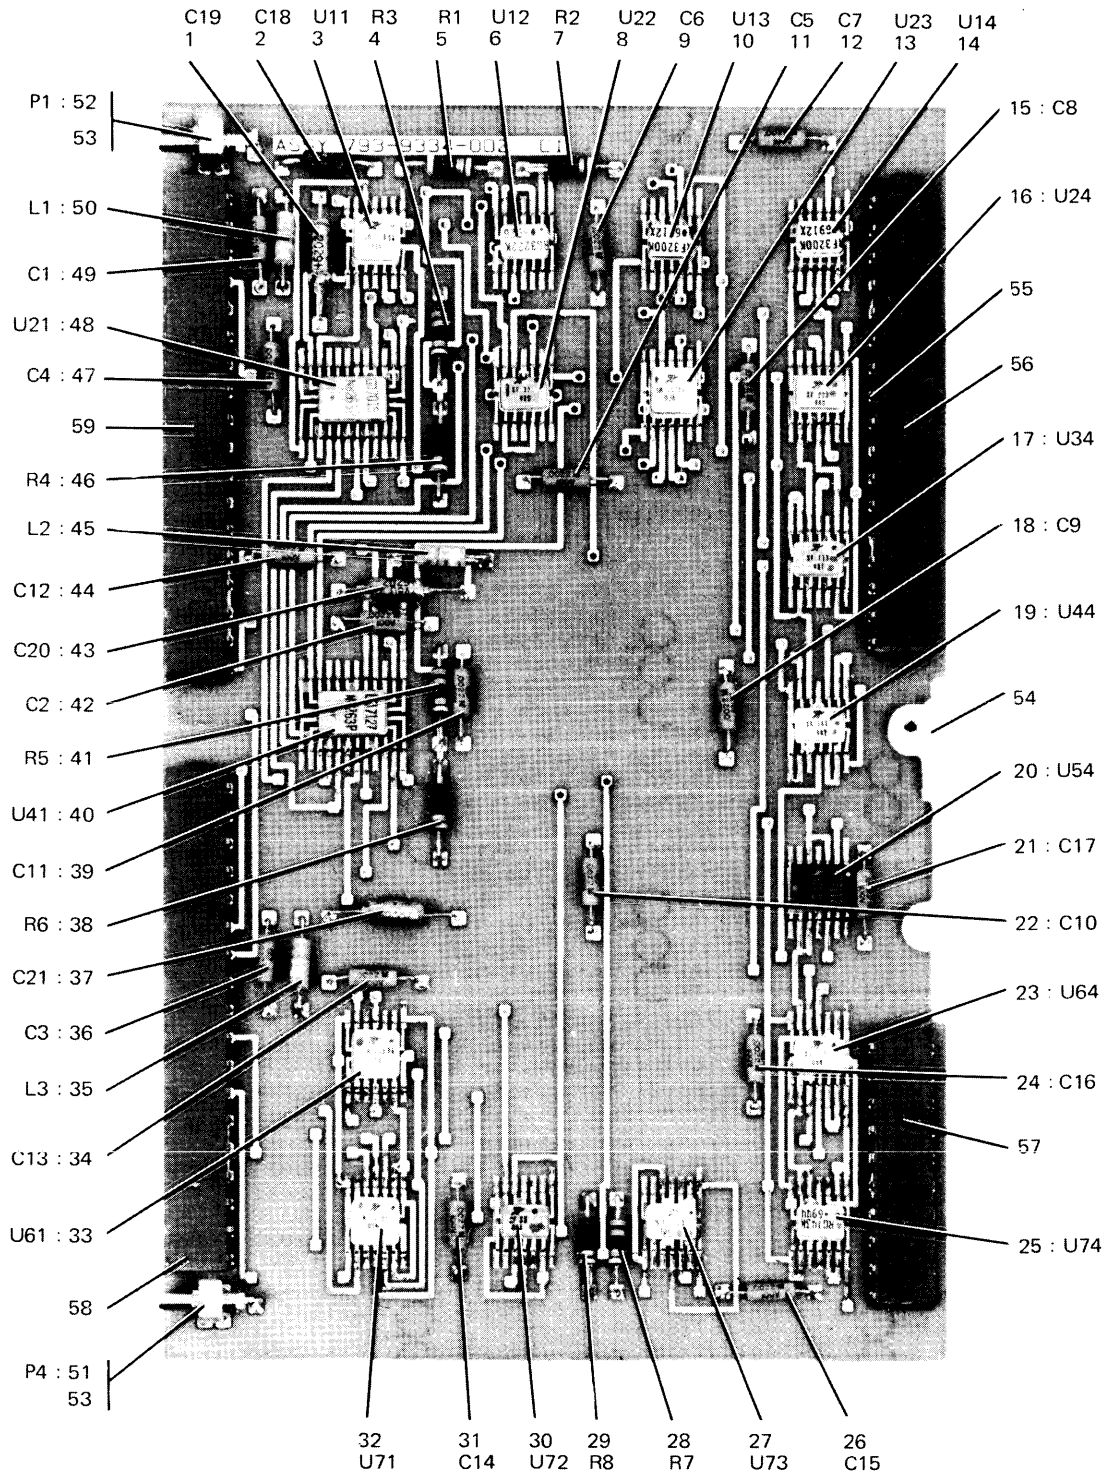 C19 C18 U11 R3 R1 U12 R2 U22 C6 U13 C5 C7 U23 U14
1 2 3 4 5 6 7 8 9 10 11 12 13 14
P1 : 52
53
15 : C8
L1 : 50
16 : U24
C1 : 49
55
U21 : 48
56
C4 : 47
59
17 : U34
R4 : 46
18 : C9
L2 : 45
C12 : 44
19 : U44
C20 : 43
C2 : 42
54
R5 : 41
20 : U54
U41 : 40
21 : C17
C11 : 39
22 : C10
R6 : 38
C21 : 37
23 : U64
C3 : 36
24 : C16
L3 : 35
57
C13 : 34
U61 : 33
25 : U74
58
P4 : 51
53
32 31 30 29 28 27 26
U71 C14 U72 R8 R7 U73 C15